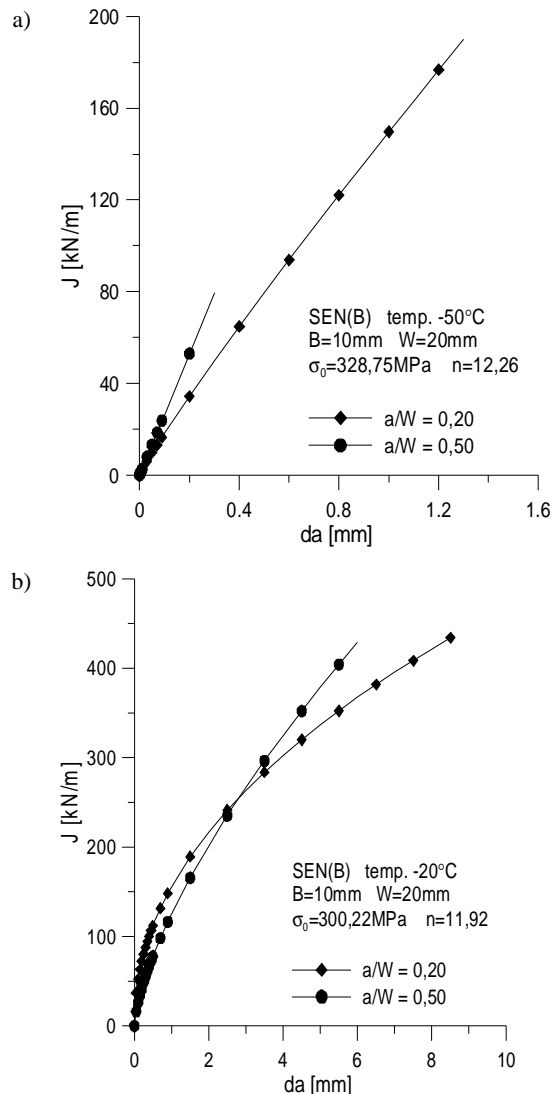 a)
200
160
120
80
40
0
J [kN/m]
SEN(B) temp. -50°C
B=10mm W=20mm
σ0=328,75MPa n=12,26
a/W = 0,20
a/W = 0,50
0 0.4 0.8 1.2 1.6
da [mm]
b)
500
400
300
200
100
0
J [kN/m]
SEN(B) temp. -20°C
B=10mm W=20mm
σ0=300,22MPa n=11,92
a/W = 0,20
a/W = 0,50
0 2 4 6 8 10
da [mm]